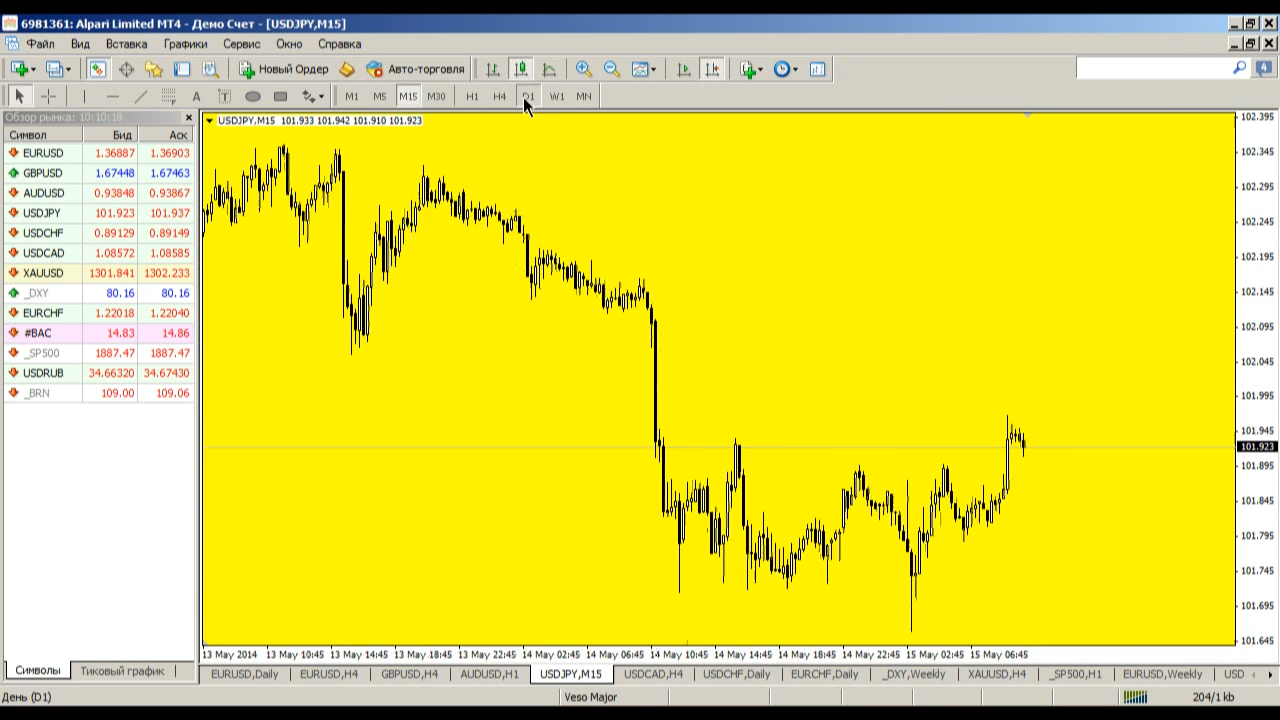 6981361: Alpari Limited MT4 - Демо Счет - [USDJPY,M15]
Файл Вид Вставка Графики Сервис Окно Справка
Новый Ордер Авто-торговля
4
A T M1 M5 M15 M30 H1 H4 D1 W1 MN
Обзор рынка: 10:10:18
Символ Бид Аск
EURUSD 1.36887 1.36903
GBPUSD 1.67448 1.67463
AUDUSD 0.93848 0.93867
USDJPY 101.923 101.937
USDCHF 0.89129 0.89149
USDCAD 1.08572 1.08585
XAUUSD 1301.841 1302.233
_DXY 80.16 80.16
EURCHF 1.22018 1.22040
#BAC 14.83 14.86
_SP500 1887.47 1887.47
USDRUB 34.66320 34.67430
_BRN 109.00 109.06
Символы Тиковый график
USDJPY,M15 101.933 101.942 101.910 101.923
102.395
102.345
102.295
102.245
102.195
102.145
102.095
102.045
101.995
101.945
101.923
101.895
101.845
101.795
101.745
101.695
101.645
13 May 2014 13 May 10:45 13 May 14:45 13 May 18:45 13 May 22:45 14 May 02:45 14 May 06:45 14 May 10:45 14 May 14:45 14 May 18:45 14 May 22:45 15 May 02:45 15 May 06:45
EURUSD,Daily EURUSD,H4 GBPUSD,H4 AUDUSD,H1 USDJPY,M15 USDCAD,H4 USDCHF,Daily EURCHF,Daily _DXY,Weekly XAUUSD,H4 _SP500,H1 EURUSD,Weekly USD
День (D1) Veso Major 204/1 kb